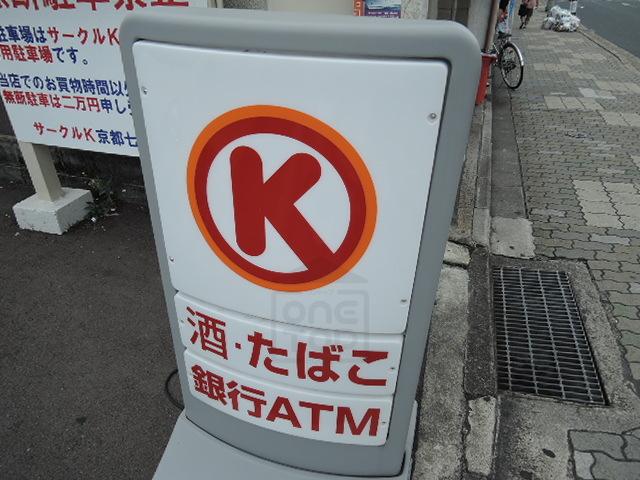 駐車場はサークルK
用駐車場です。
当店でのお買物時間以
無断駐車は二万円申し
サークルK京都七
K
酒・たばこ
銀行ATM
one